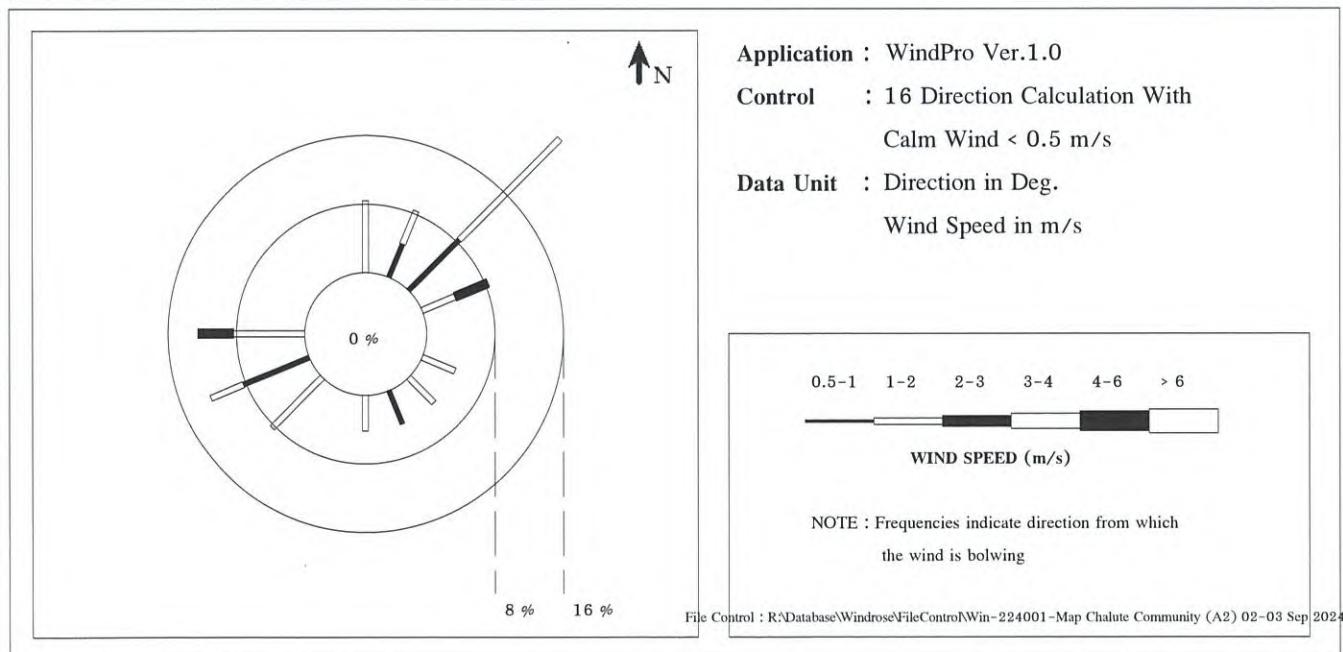 N
0 %
8 % 16 %
Application : WindPro Ver.1.0
Control : 16 Direction Calculation With
Calm Wind < 0.5 m/s
Data Unit : Direction in Deg.
Wind Speed in m/s
0.5-1 1-2 2-3 3-4 4-6 > 6
WIND SPEED (m/s)
NOTE : Frequencies indicate direction from which
the wind is bolwing
File Control : R:\Database\Windrose\FileControl\Win-224001-Map Chalute Community (A2) 02-03 Sep 2024